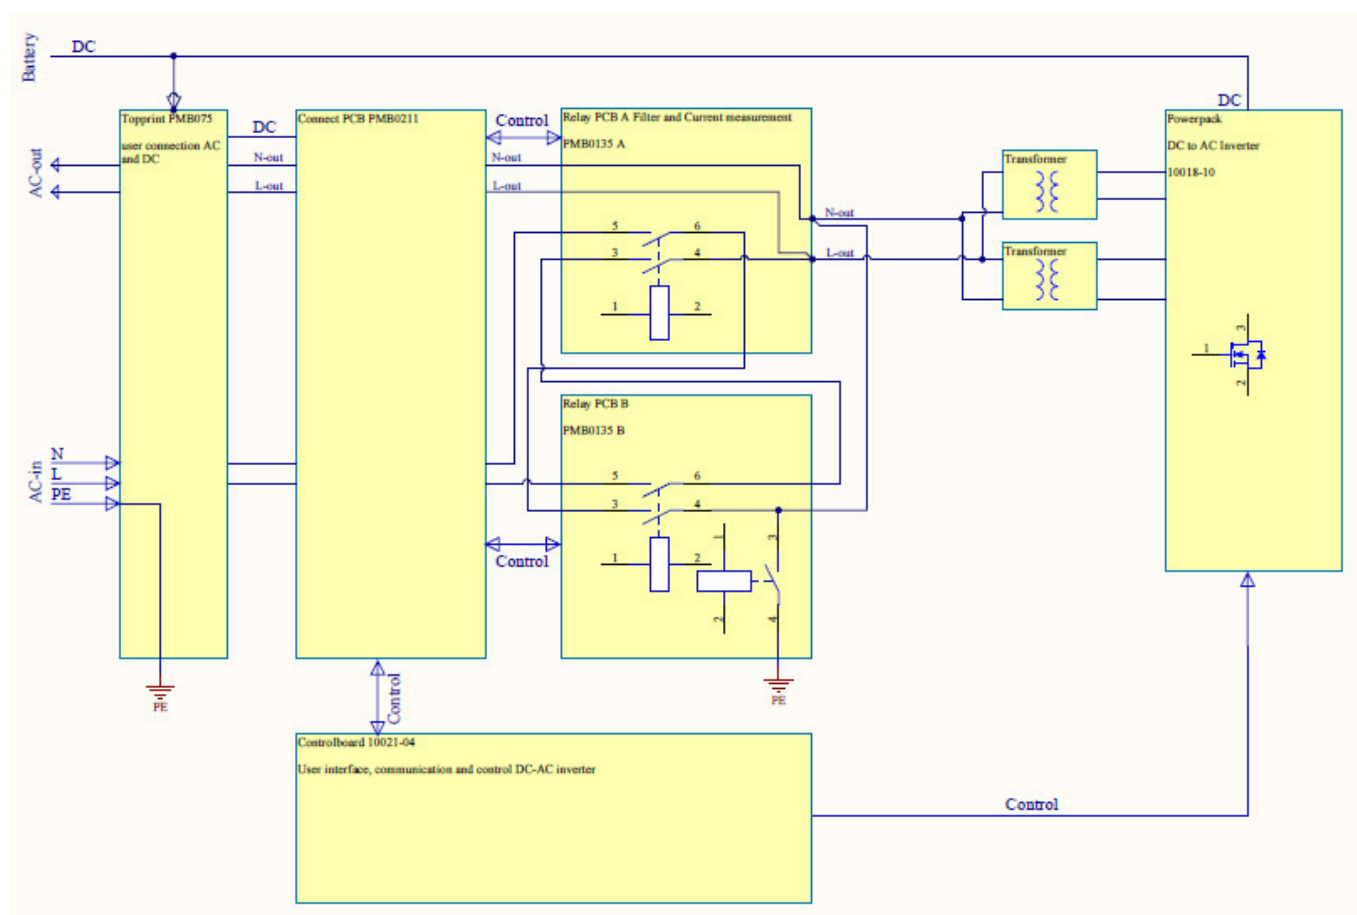 Battery
DC
DC
Topprint PMB075
user connection AC
and DC
DC
N-out
L-out
AC-out
Connect PCB PMB0211
Control
N-out
L-out
Relay PCB A Filter and Current measurement
PMB0135 A
5
6
3
4
1
2
N-out
L-out
Transformer
Transformer
Powerpack
DC to AC Inverter
10018-10
1
3
2
AC-in
N
L
PE
PE
Relay PCB B
PMB0135 B
5
6
3
4
1
2
1
2
3
4
PE
Control
Control
Controlboard 10021-04
User interface, communication and control DC-AC inverter
Control